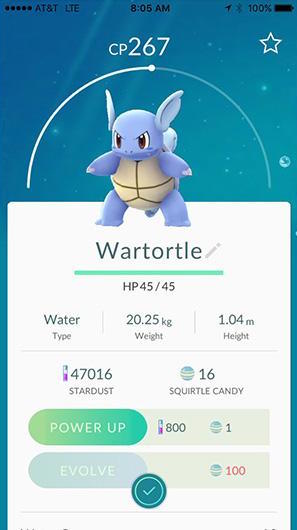 AT&T LTE 8:05 AM 100%
CP267
Wartortle
HP 45 / 45
Water 20.25 kg 1.04 m
Type Weight Height
47016 16
STARDUST SQUIRTLE CANDY
POWER UP 800 1
EVOLVE 100